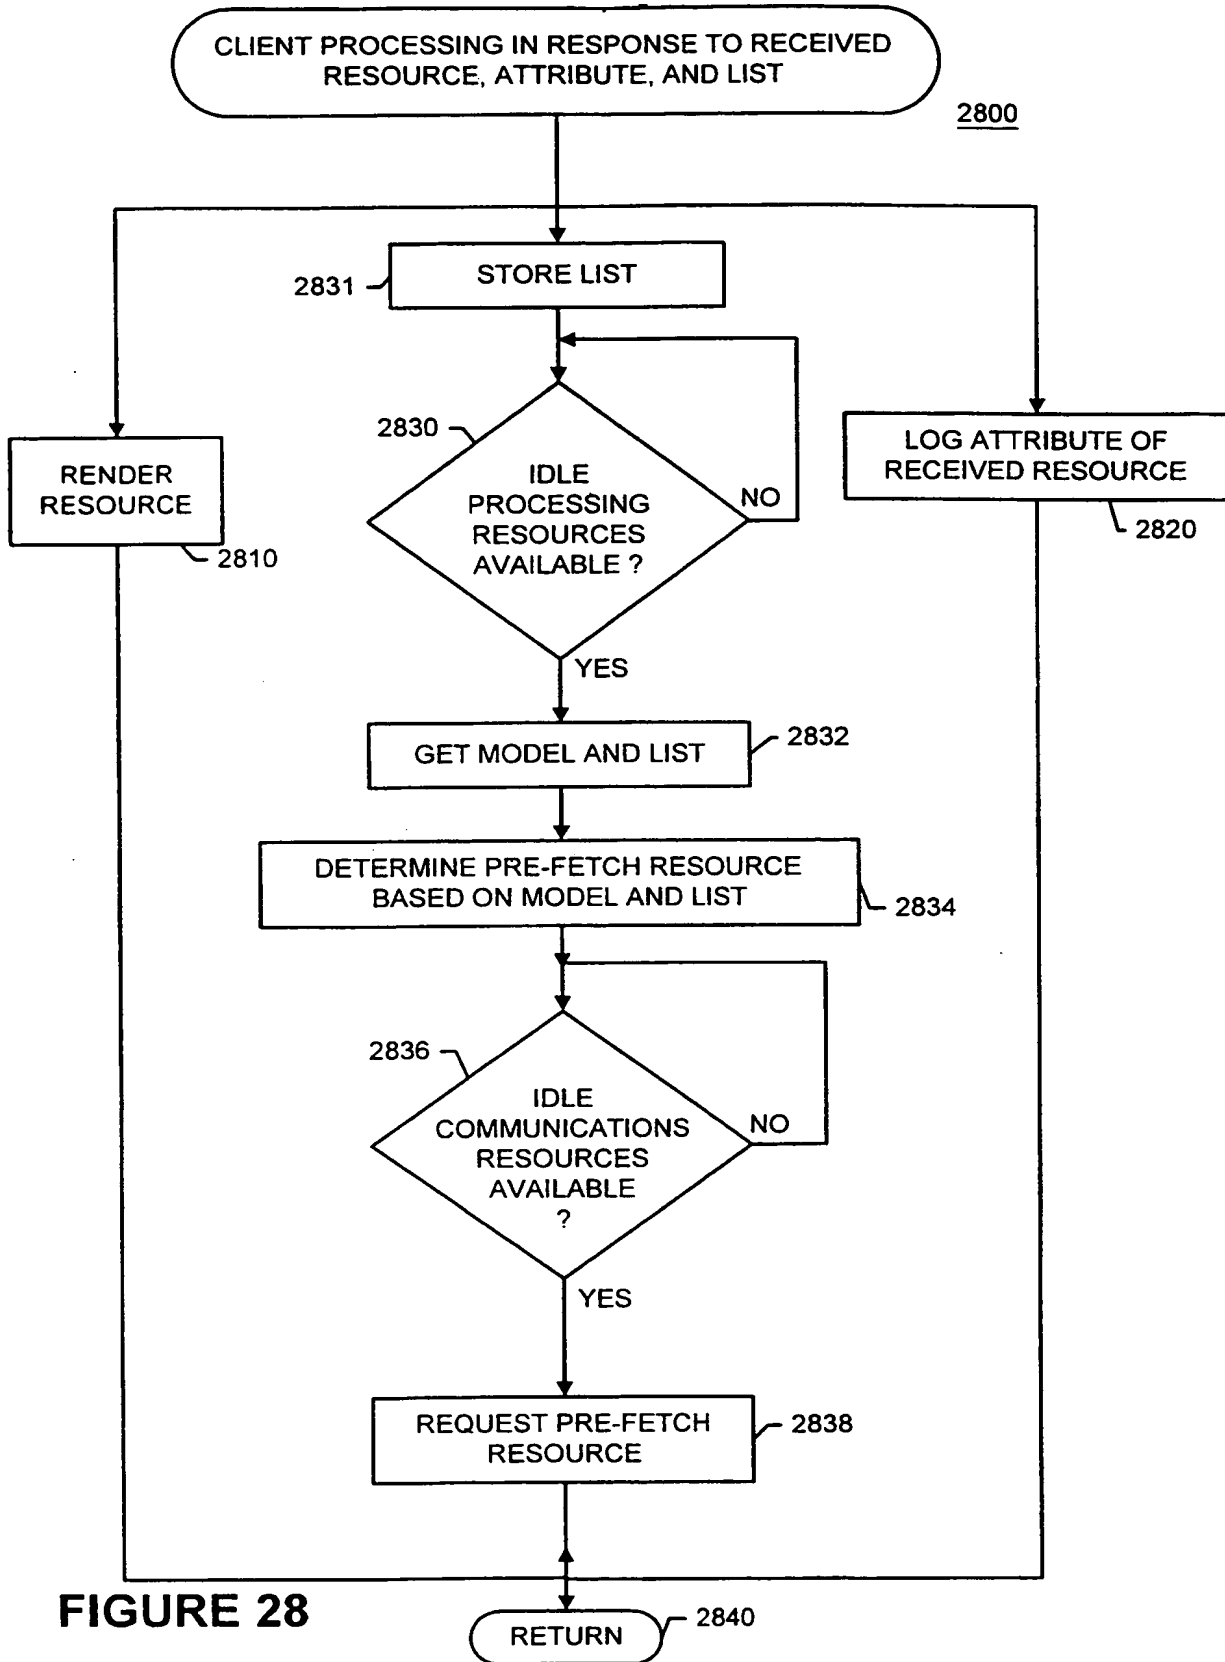 CLIENT PROCESSING IN RESPONSE TO RECEIVED
RESOURCE, ATTRIBUTE, AND LIST
2800
STORE LIST
2831
2830
IDLE
PROCESSING
RESOURCES
AVAILABLE ?
NO
YES
RENDER
RESOURCE
2810
LOG ATTRIBUTE OF
RECEIVED RESOURCE
2820
GET MODEL AND LIST
2832
DETERMINE PRE-FETCH RESOURCE
BASED ON MODEL AND LIST
2834
2836
IDLE
COMMUNICATIONS
RESOURCES
AVAILABLE
?
NO
YES
REQUEST PRE-FETCH
RESOURCE
2838
FIGURE 28
RETURN
2840